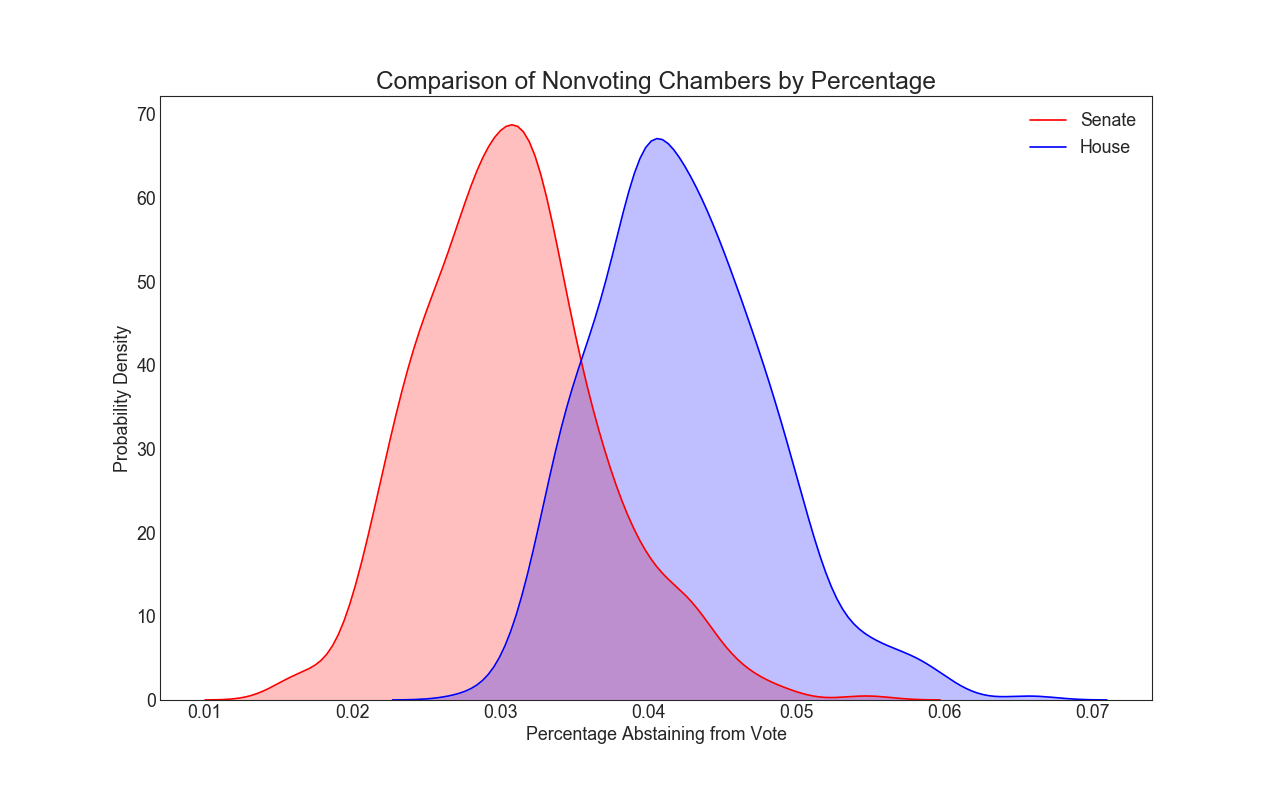 Comparison of Nonvoting Chambers by Percentage
Senate
House
Probability Density
70
60
50
40
30
20
10
0
0.01 0.02 0.03 0.04 0.05 0.06 0.07
Percentage Abstaining from Vote